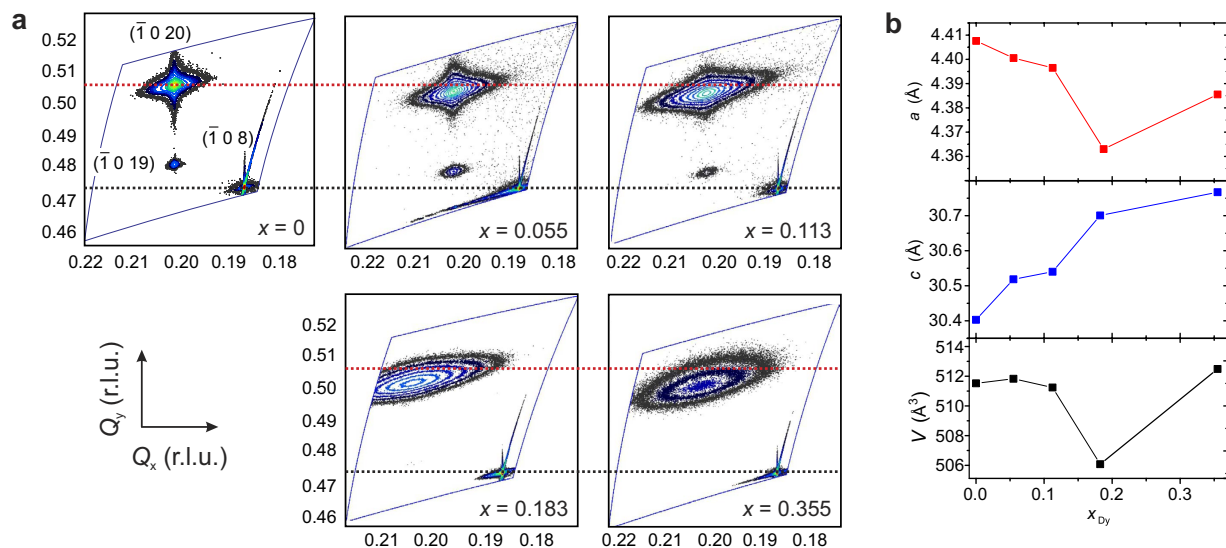 a
b
(1̄ 0 20)
(1̄ 0 8)
(1̄ 0 19)
0.52
0.51
0.50
0.49
0.48
0.47
0.46
x = 0
x = 0.055
x = 0.113
0.22 0.21 0.20 0.19 0.18
0.22 0.21 0.20 0.19 0.18
0.22 0.21 0.20 0.19 0.18
0.52
0.51
0.50
0.49
0.48
0.47
0.46
x = 0.183
x = 0.355
0.22 0.21 0.20 0.19 0.18
0.22 0.21 0.20 0.19 0.18
Qy (r.l.u.)
Qx (r.l.u.)
4.41
4.40
4.39
4.38
4.37
4.36
a (Å)
30.7
30.6
30.5
30.4
c (Å)
514
512
510
508
506
V (Å³)
0.0 0.1 0.2 0.3
xDy